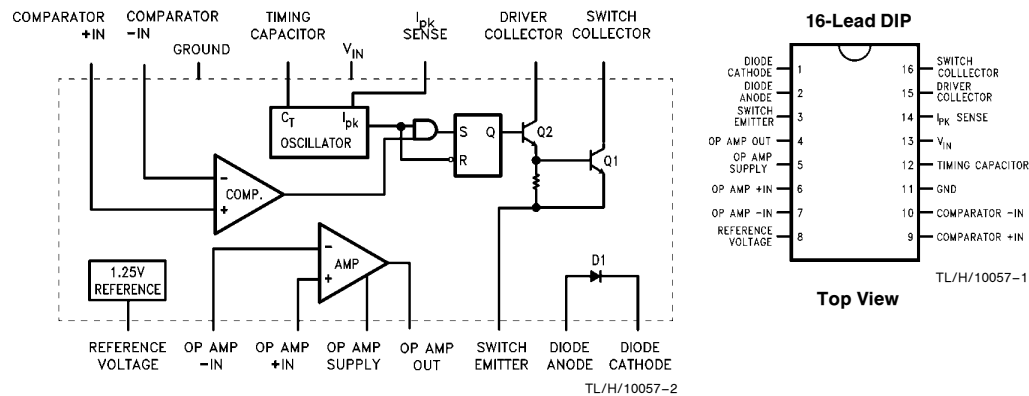 COMPARATOR
+IN
COMPARATOR
-IN
GROUND
TIMING
CAPACITOR
VIN
Ipk
SENSE
DRIVER
COLLECTOR
SWITCH
COLLECTOR
CT
Ipk
OSCILLATOR
S
Q
R
Q2
Q1
-
COMP.
+
-
AMP
+
D1
1.25V
REFERENCE
REFERENCE
VOLTAGE
OP AMP
-IN
OP AMP
+IN
OP AMP
SUPPLY
OP AMP
OUT
SWITCH
EMITTER
DIODE
ANODE
DIODE
CATHODE
TL/H/10057-2
16-Lead DIP
DIODE
CATHODE
1
DIODE
ANODE
2
SWITCH
EMITTER
3
OP AMP OUT
4
OP AMP
SUPPLY
5
OP AMP +IN
6
OP AMP -IN
7
REFERENCE
VOLTAGE
8
16
SWITCH
COLLLECTOR
15
DRIVER
COLLECTOR
14
IPK SENSE
13
VIN
12
TIMING CAPACITOR
11
GND
10
COMPARATOR -IN
9
COMPARATOR +IN
TL/H/10057-1
Top View